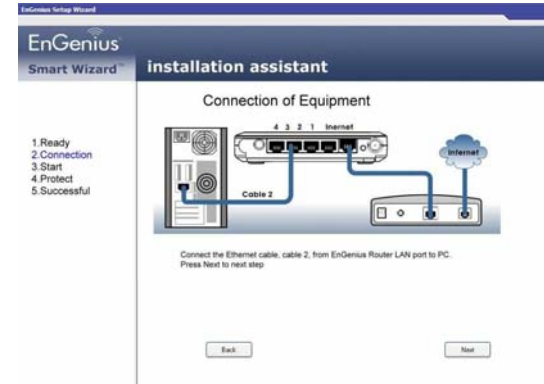 EnGenius Setup Wizard
EnGenius
Smart Wizard™
installation assistant
Connection of Equipment
1.Ready
2.Connection
3.Start
4.Protect
5.Successful
4 3 2 1 Inernet
Internet
Cable 2
Connect the Ethernet cable, cable 2, from EnGenius Router LAN port to PC.
Press Next to next step
Back
Next